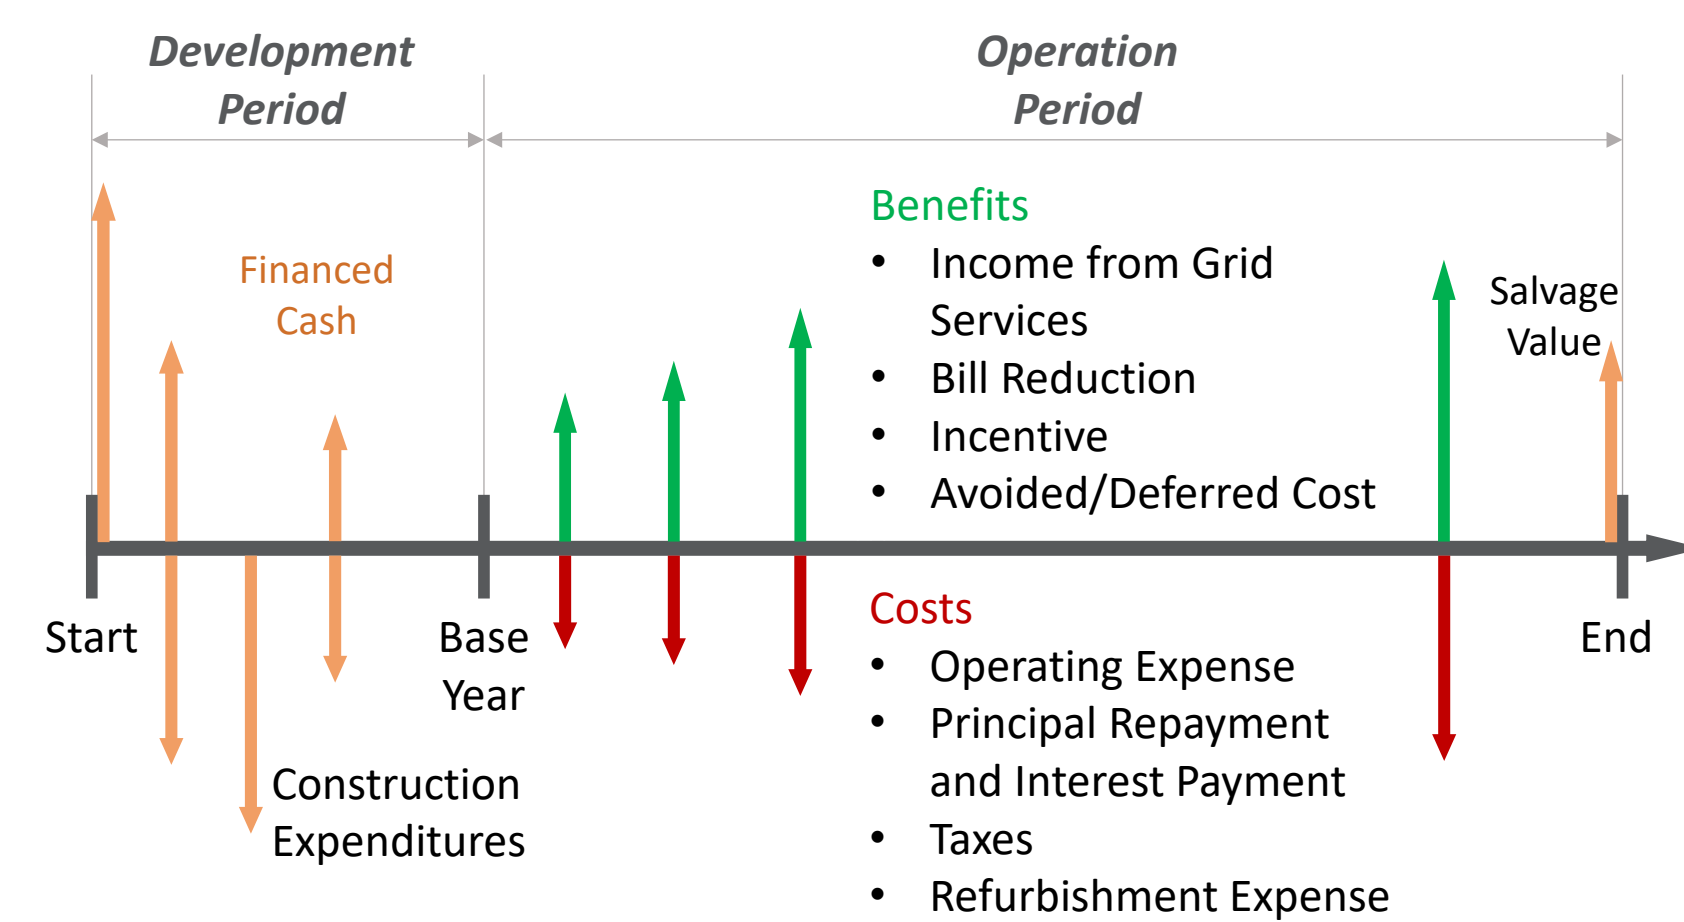 Development
Period
Operation
Period
Financed
Cash
Benefits
• Income from Grid
Services
• Bill Reduction
• Incentive
• Avoided/Deferred Cost
Salvage
Value
Start
Base
Year
End
Construction
Expenditures
Costs
• Operating Expense
• Principal Repayment
and Interest Payment
• Taxes
• Refurbishment Expense